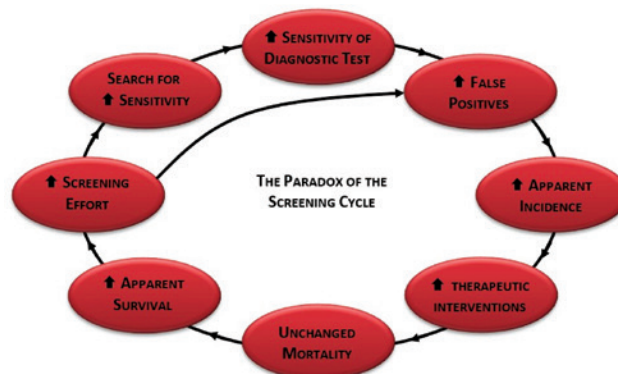 ⬆ SENSITIVITY OF
DIAGNOSTIC TEST
⬆ FALSE
POSITIVES
⬆ APPARENT
INCIDENCE
⬆ THERAPEUTIC
INTERVENTIONS
UNCHANGED
MORTALITY
⬆ APPARENT
SURVIVAL
⬆ SCREENING
EFFORT
SEARCH FOR
⬆ SENSITIVITY
THE PARADOX OF THE
SCREENING CYCLE